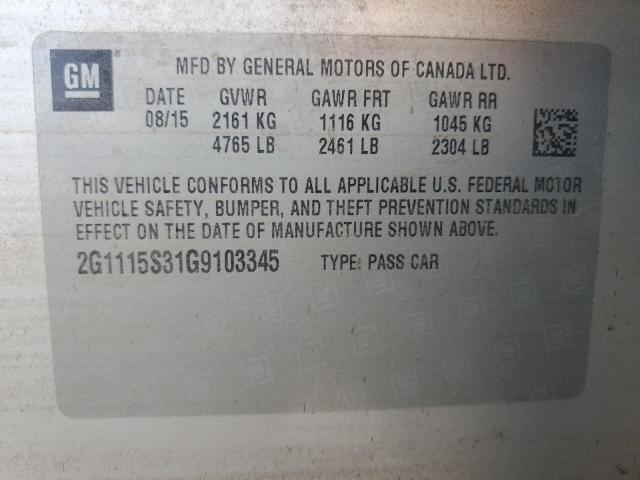 GM®
MFD BY GENERAL MOTORS OF CANADA LTD.
DATE GVWR GAWR FRT GAWR RR
08/15 2161 KG 1116 KG 1045 KG
4765 LB 2461 LB 2304 LB
THIS VEHICLE CONFORMS TO ALL APPLICABLE U.S. FEDERAL MOTOR
VEHICLE SAFETY, BUMPER, AND THEFT PREVENTION STANDARDS IN
EFFECT ON THE DATE OF MANUFACTURE SHOWN ABOVE.
2G1115S31G9103345 TYPE: PASS CAR